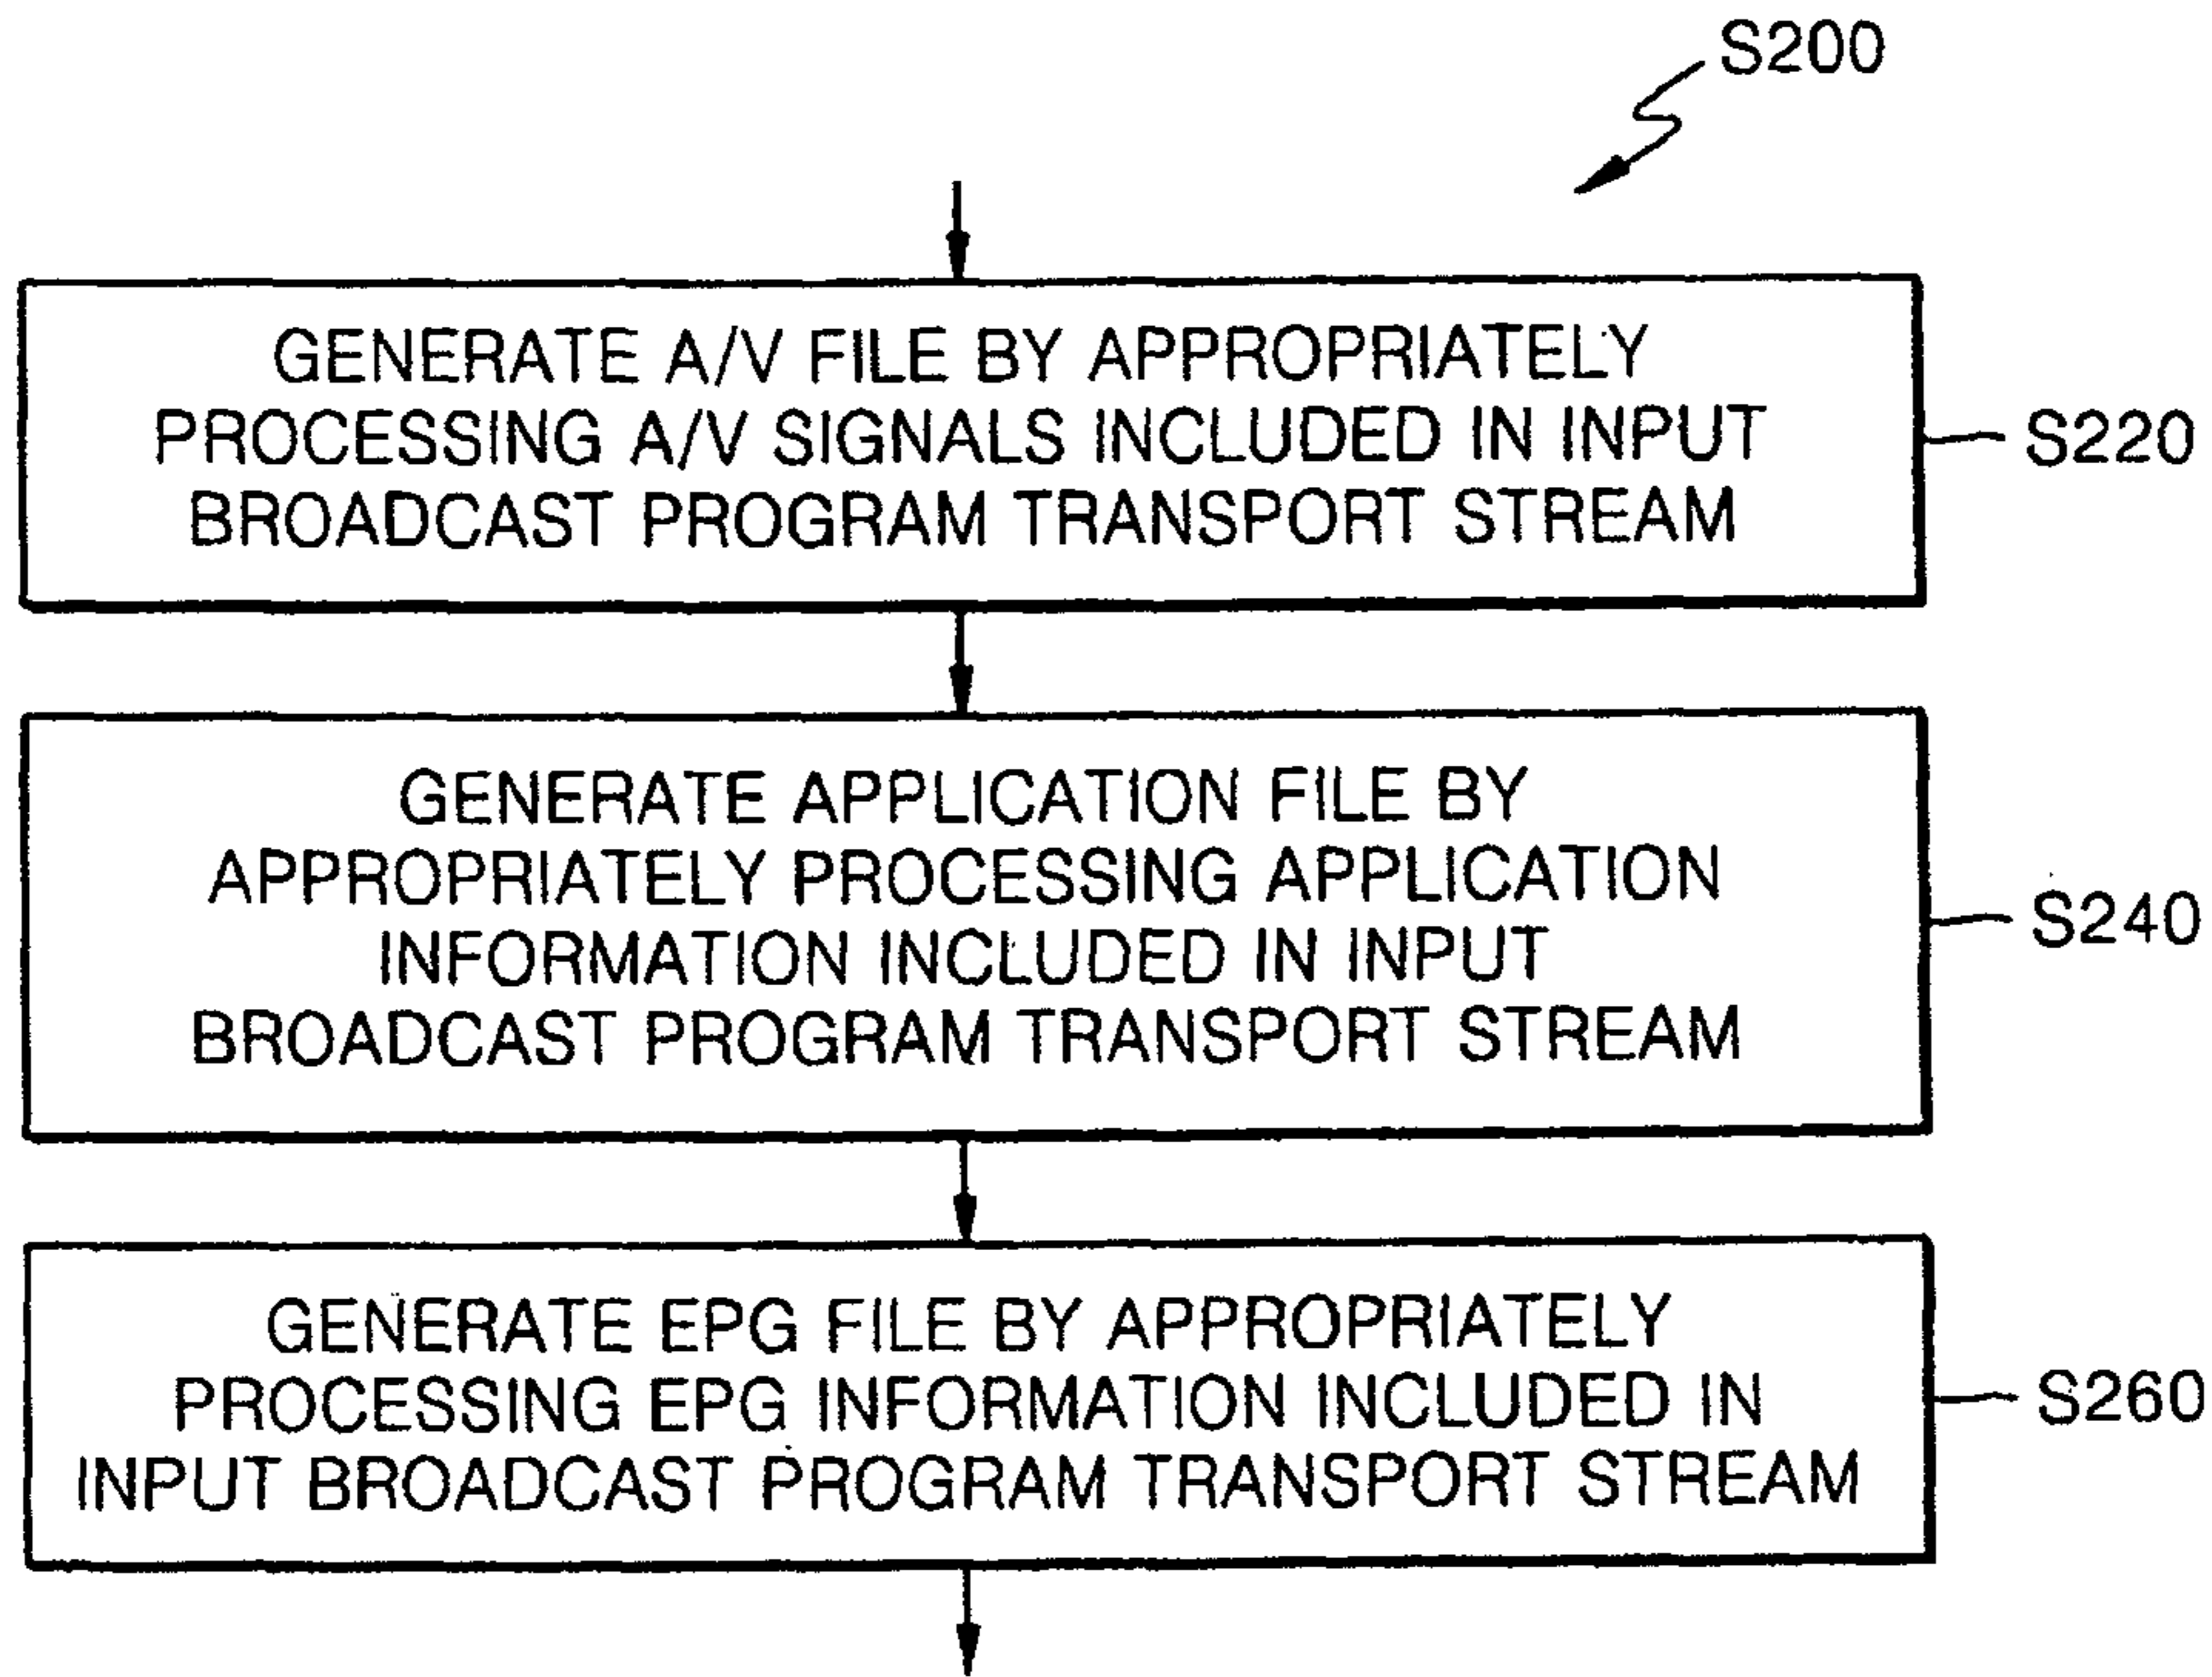 S200
GENERATE A/V FILE BY APPROPRIATELY
PROCESSING A/V SIGNALS INCLUDED IN INPUT
BROADCAST PROGRAM TRANSPORT STREAM
S220
GENERATE APPLICATION FILE BY
APPROPRIATELY PROCESSING APPLICATION
INFORMATION INCLUDED IN INPUT
BROADCAST PROGRAM TRANSPORT STREAM
S240
GENERATE EPG FILE BY APPROPRIATELY
PROCESSING EPG INFORMATION INCLUDED IN
INPUT BROADCAST PROGRAM TRANSPORT STREAM
S260